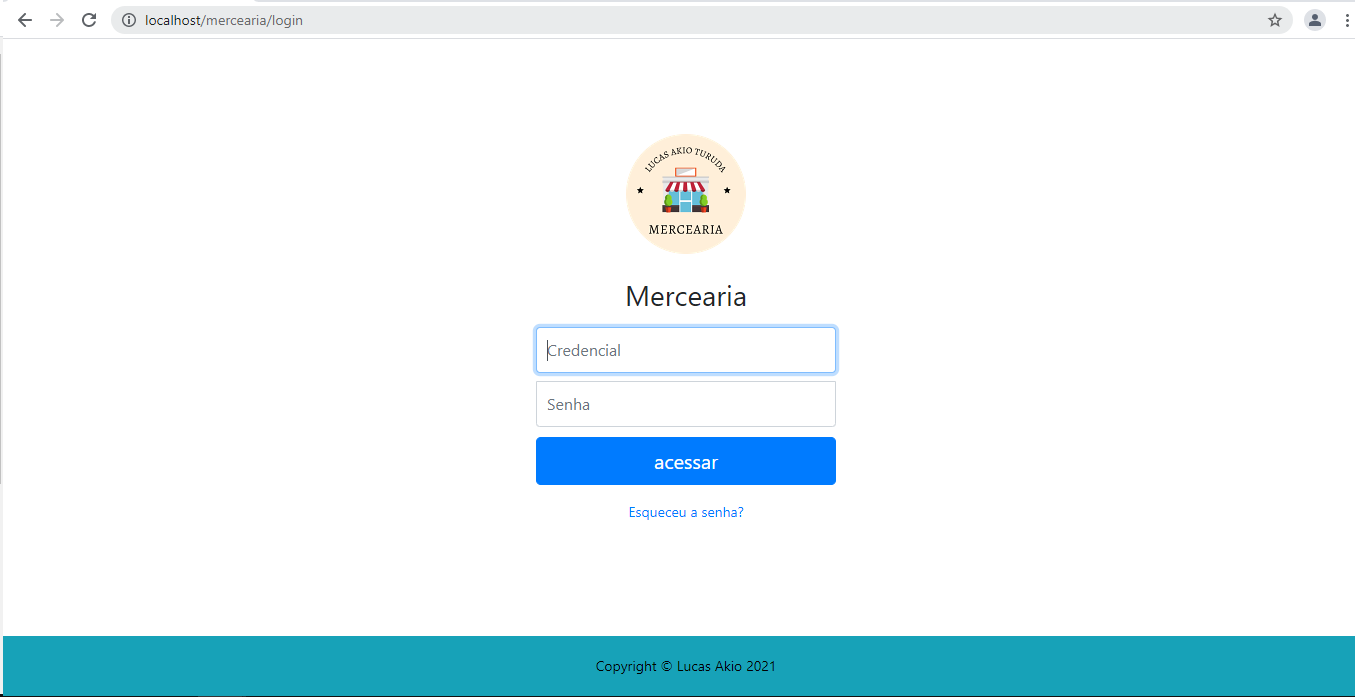 localhost/mercearia/login
LUCAS AKIO TURUDA
MERCEARIA
Mercearia
Credencial
Senha
acessar
Esqueceu a senha?
Copyright © Lucas Akio 2021